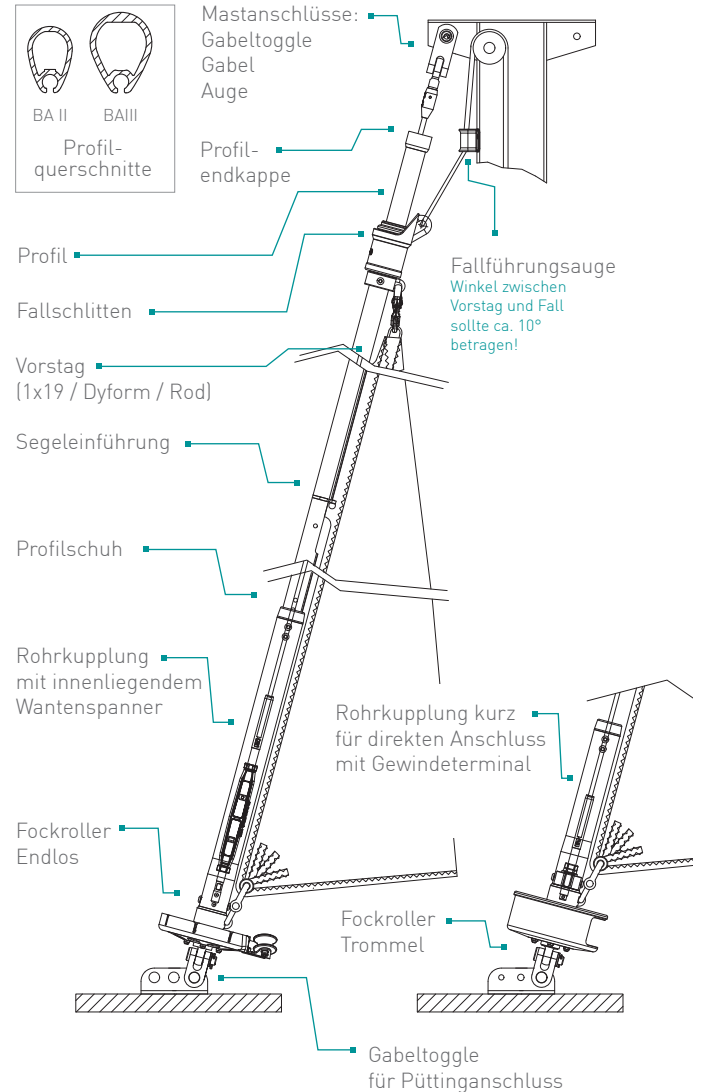 BA II
BAIII
Profil-
querschnitte
Mastanschlüsse:
Gabeltoggle
Gabel
Auge
Profil-
endkappe
Profil
Fallschlitten
Fallführungsauge
Winkel zwischen
Vorstag und Fall
sollte ca. 10°
betragen!
Vorstag
(1x19 / Dyform / Rod)
Segeleinführung
Profilschuh
Rohrkupplung
mit innenliegendem
Wantenspanner
Rohrkupplung kurz
für direkten Anschluss
mit Gewindeterminal
Fockroller
Endlos
Fockroller
Trommel
Gabeltoggle
für Püttinganschluss